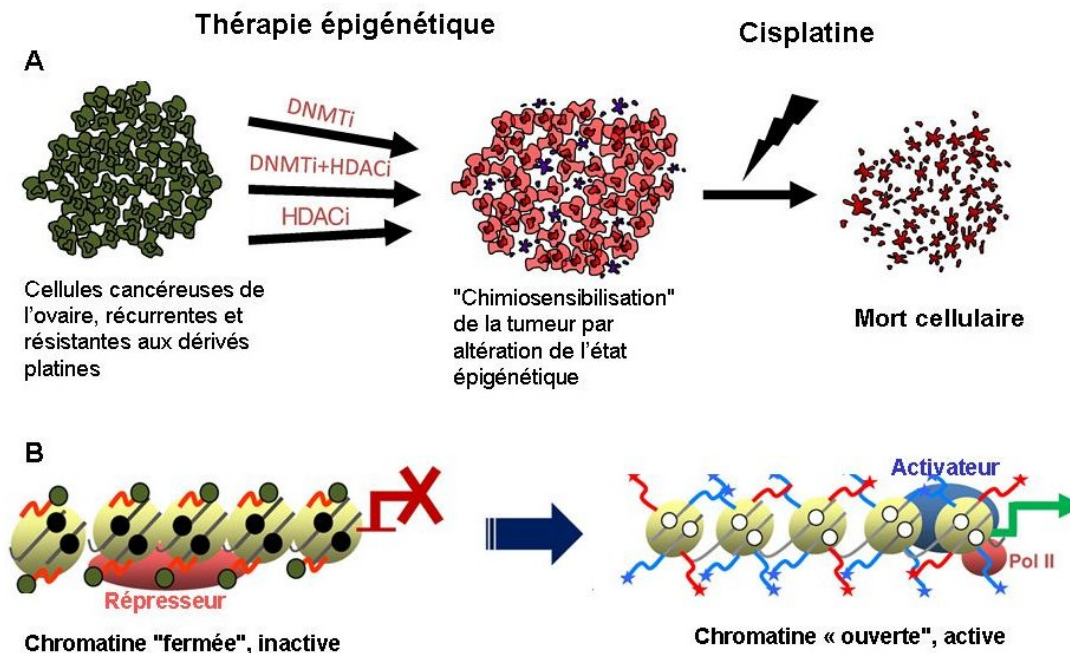 Thérapie épigénétique
Cisplatine
A
DNMTi
DNMTi+HDACi
HDACi
Cellules cancéreuses de
l'ovaire, récurrentes et
résistantes aux dérivés
platines
"Chimiosensibilisation"
de la tumeur par
altération de l'état
épigénétique
Mort cellulaire
B
Répresseur
Chromatine "fermée", inactive
Activateur
Pol II
Chromatine « ouverte", active